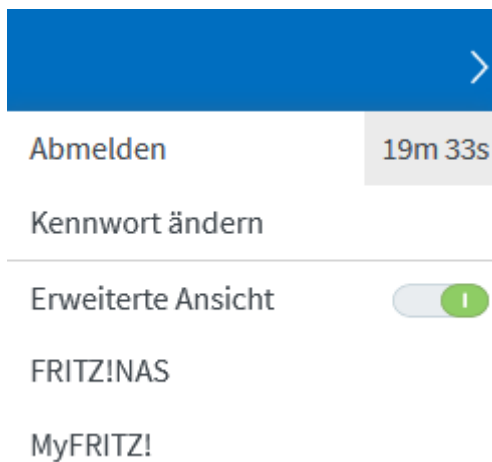 Abmelden 19m 33s
Kennwort ändern
Erweiterte Ansicht
FRITZ!NAS
MyFRITZ!